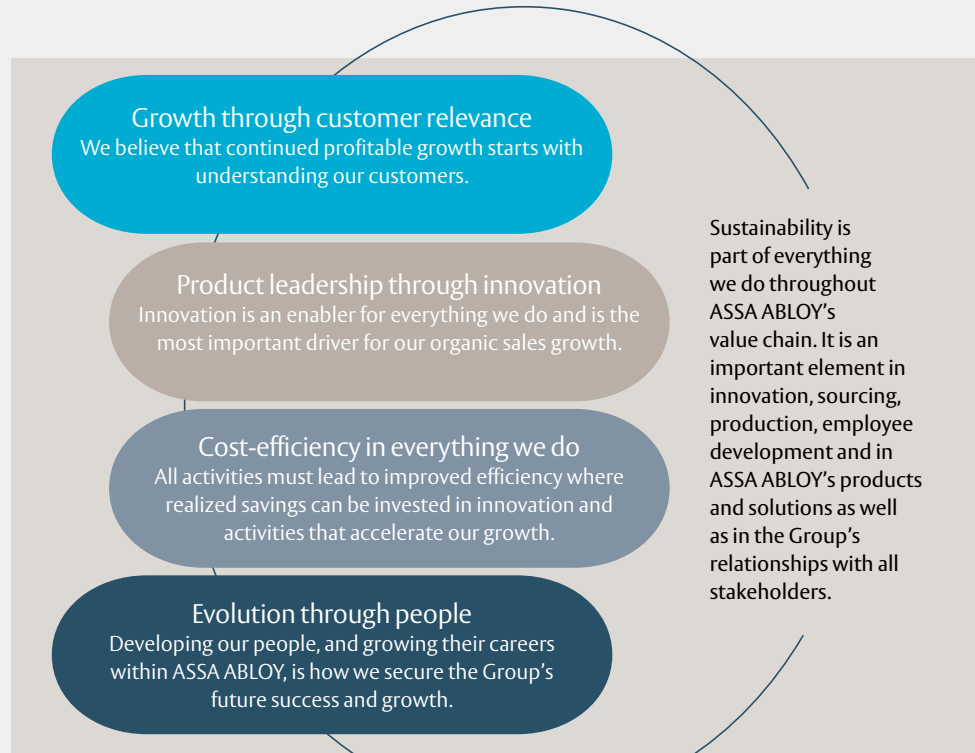 Growth through customer relevance
We believe that continued profitable growth starts with
understanding our customers.
Product leadership through innovation
Innovation is an enabler for everything we do and is the
most important driver for our organic sales growth.
Cost-efficiency in everything we do
All activities must lead to improved efficiency where
realized savings can be invested in innovation and
activities that accelerate our growth.
Evolution through people
Developing our people, and growing their careers
within ASSA ABLOY, is how we secure the Group’s
future success and growth.
Sustainability is
part of everything
we do throughout
ASSA ABLOY’s
value chain. It is an
important element in
innovation, sourcing,
production, employee
development and in
ASSA ABLOY’s products
and solutions as well
as in the Group’s
relationships with all
stakeholders.